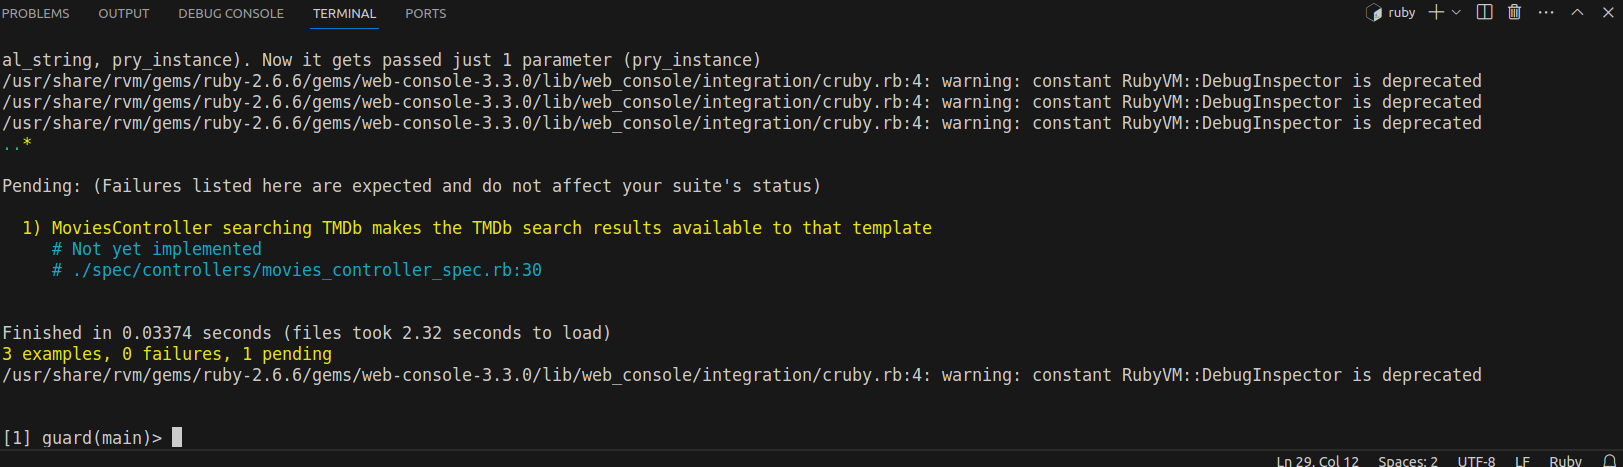 PROBLEMS OUTPUT DEBUG CONSOLE TERMINAL PORTS ruby
al_string, pry_instance). Now it gets passed just 1 parameter (pry_instance)
/usr/share/rvm/gems/ruby-2.6.6/gems/web-console-3.3.0/lib/web_console/integration/cruby.rb:4: warning: constant RubyVM::DebugInspector is deprecated
/usr/share/rvm/gems/ruby-2.6.6/gems/web-console-3.3.0/lib/web_console/integration/cruby.rb:4: warning: constant RubyVM::DebugInspector is deprecated
/usr/share/rvm/gems/ruby-2.6.6/gems/web-console-3.3.0/lib/web_console/integration/cruby.rb:4: warning: constant RubyVM::DebugInspector is deprecated
..*
Pending: (Failures listed here are expected and do not affect your suite's status)
1) MoviesController searching TMDb makes the TMDb search results available to that template
# Not yet implemented
# ./spec/controllers/movies_controller_spec.rb:30
Finished in 0.03374 seconds (files took 2.32 seconds to load)
3 examples, 0 failures, 1 pending
/usr/share/rvm/gems/ruby-2.6.6/gems/web-console-3.3.0/lib/web_console/integration/cruby.rb:4: warning: constant RubyVM::DebugInspector is deprecated
[1] guard(main)>
Ln 29, Col 12 Spaces: 2 UTF-8 LF Ruby